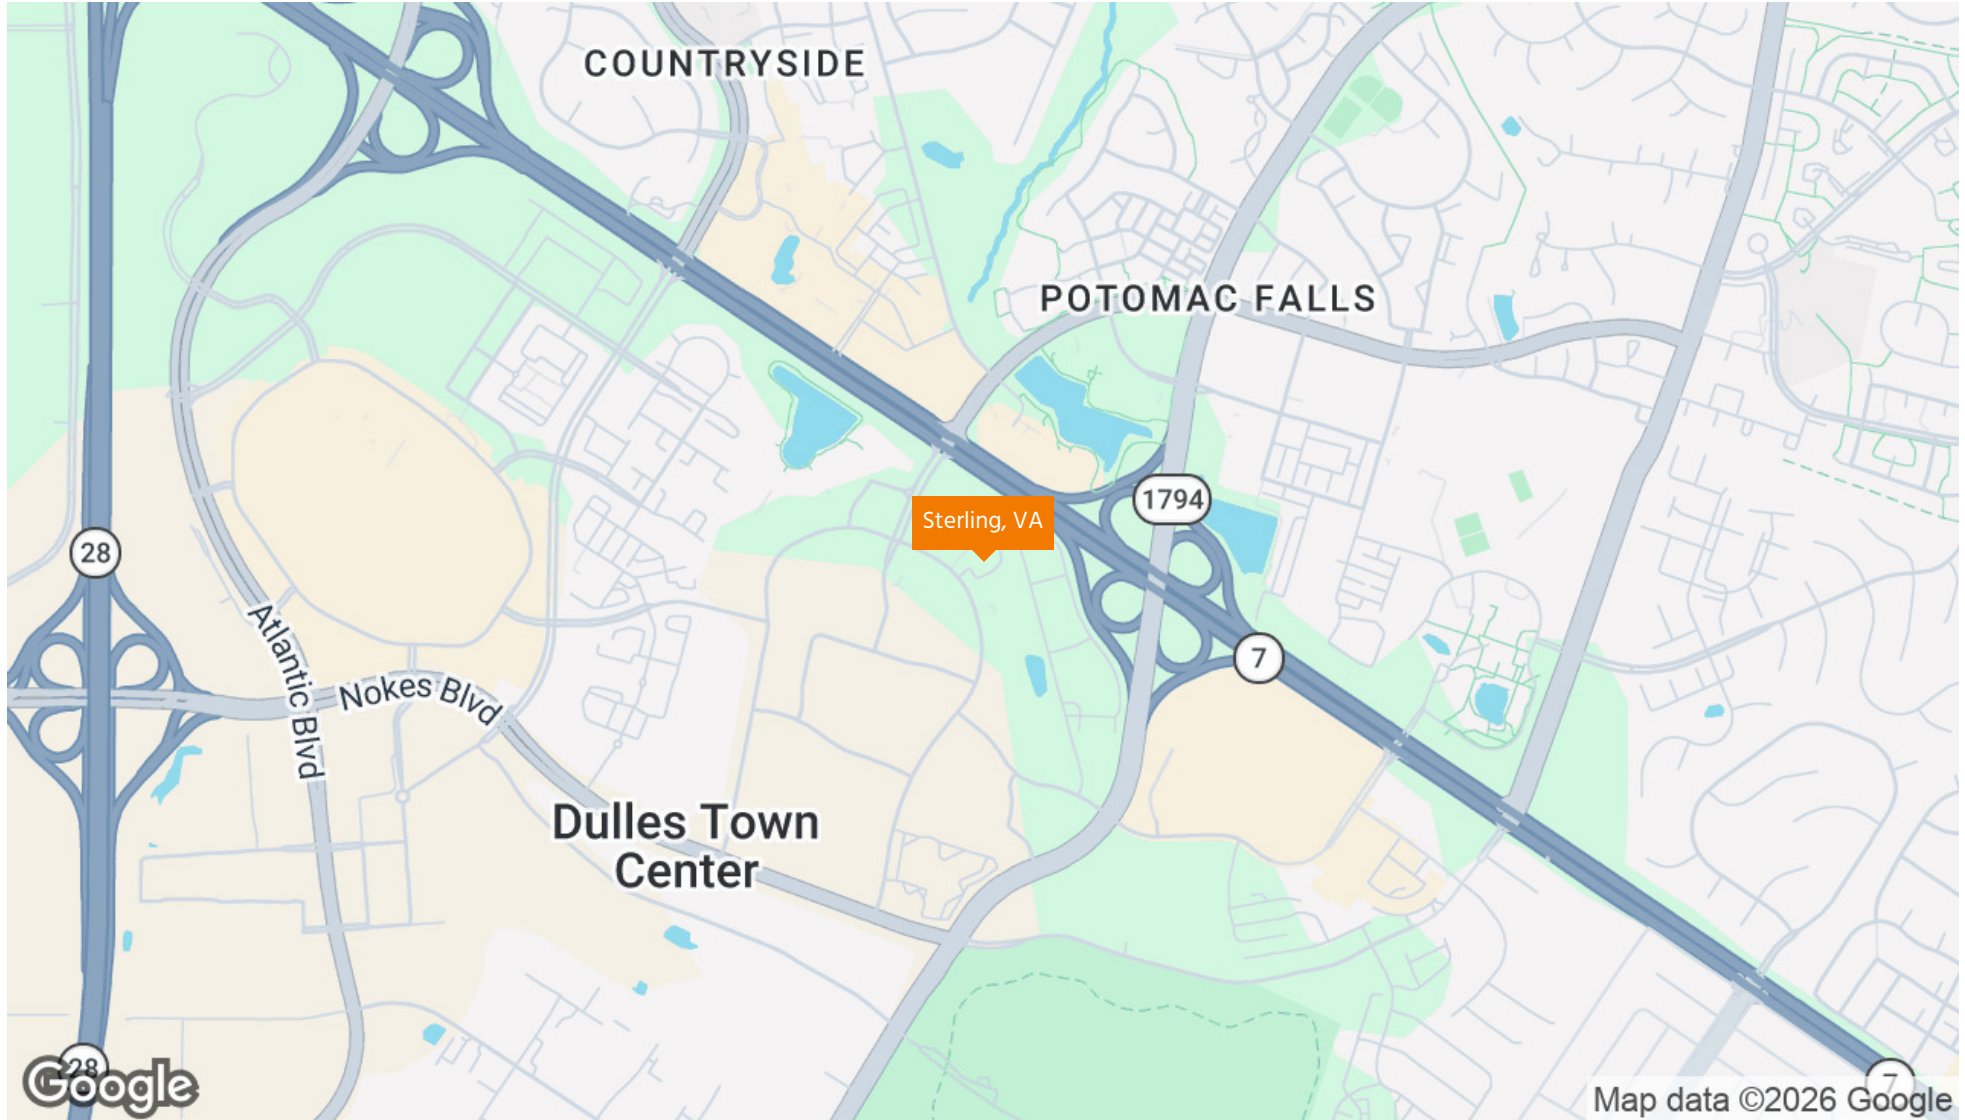 COUNTRYSIDE
POTOMAC FALLS
1794
Sterling, VA
28
Atlantic Blvd
7
Nokes Blvd
Dulles Town
Center
28
Google
7
Map data ©2026 Google